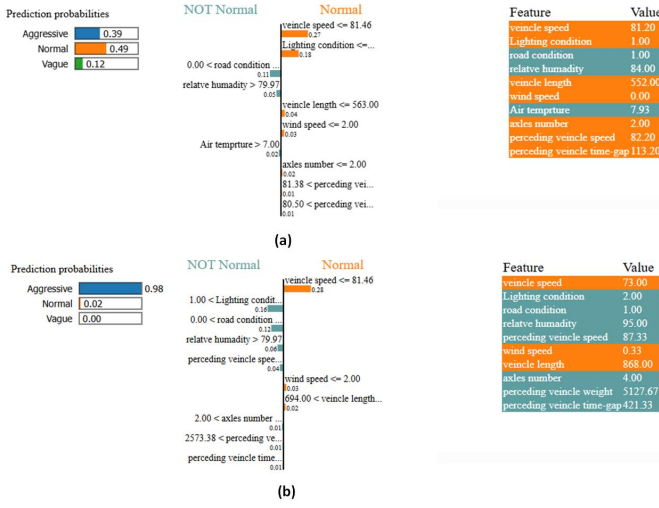 Prediction probabilities
Aggressive 0.39
Normal 0.49
Vague 0.12
NOT Normal Normal
veincle speed <= 81.46
0.27
Lighting condition <=...
0.18
0.00 < road condition ...
0.11
relatve humadity > 79.97
0.05
veincle length <= 563.00
0.04
wind speed <= 2.00
0.03
Air temprture > 7.00
0.02
axles number <= 2.00
0.02
81.38 < perceding vei...
0.01
80.50 < perceding vei...
0.01
Feature Value
veincle speed 81.20
Lighting condition 1.00
road condition 1.00
relatve humadity 84.00
veincle length 552.00
wind speed 0.00
Air temprture 7.93
axles number 2.00
perceding veincle speed 82.20
perceding veincle time-gap 113.20
(a)
Prediction probabilities
Aggressive 0.98
Normal 0.02
Vague 0.00
NOT Normal Normal
veincle speed <= 81.46
0.28
1.00 < Lighting condit...
0.16
0.00 < road condition ...
0.12
relatve humadity > 79.97
0.06
perceding veincle spee...
0.04
wind speed <= 2.00
0.03
694.00 < veincle length...
0.02
2.00 < axles number ...
0.01
2573.38 < perceding ve...
0.01
perceding veincle time...
0.01
Feature Value
veincle speed 73.00
Lighting condition 2.00
road condition 1.00
relatve humadity 95.00
perceding veincle speed 87.33
wind speed 0.33
veincle length 868.00
axles number 4.00
perceding veincle weight 5127.67
perceding veincle time-gap 421.33
(b)